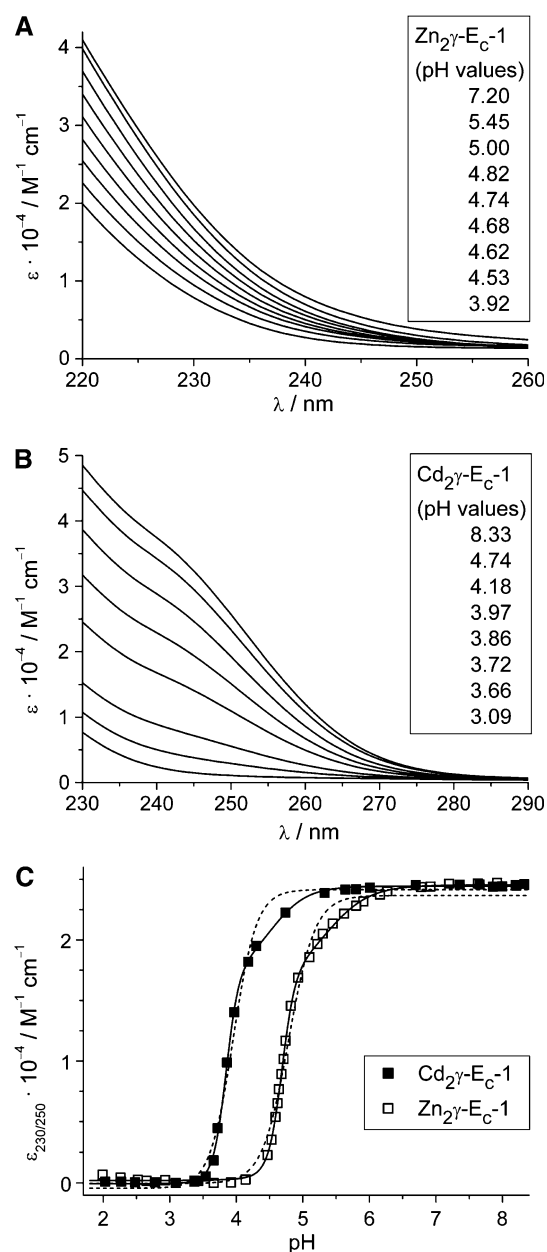 A
Zn₂γ-E_C-1
(pH values)
7.20
5.45
5.00
4.82
4.74
4.68
4.62
4.53
3.92
ε · 10⁻⁴ / M⁻¹ cm⁻¹
4
3
2
1
0
220 230 240 250 260
λ / nm
B
Cd₂γ-E_C-1
(pH values)
8.33
4.74
4.18
3.97
3.86
3.72
3.66
3.09
ε · 10⁻⁴ / M⁻¹ cm⁻¹
5
4
3
2
1
0
230 240 250 260 270 280 290
λ / nm
C
ε₂₃₀/₂₅₀ · 10⁻⁴ / M⁻¹ cm⁻¹
2
1
0
Cd₂γ-E_C-1
Zn₂γ-E_C-1
2 3 4 5 6 7 8
pH